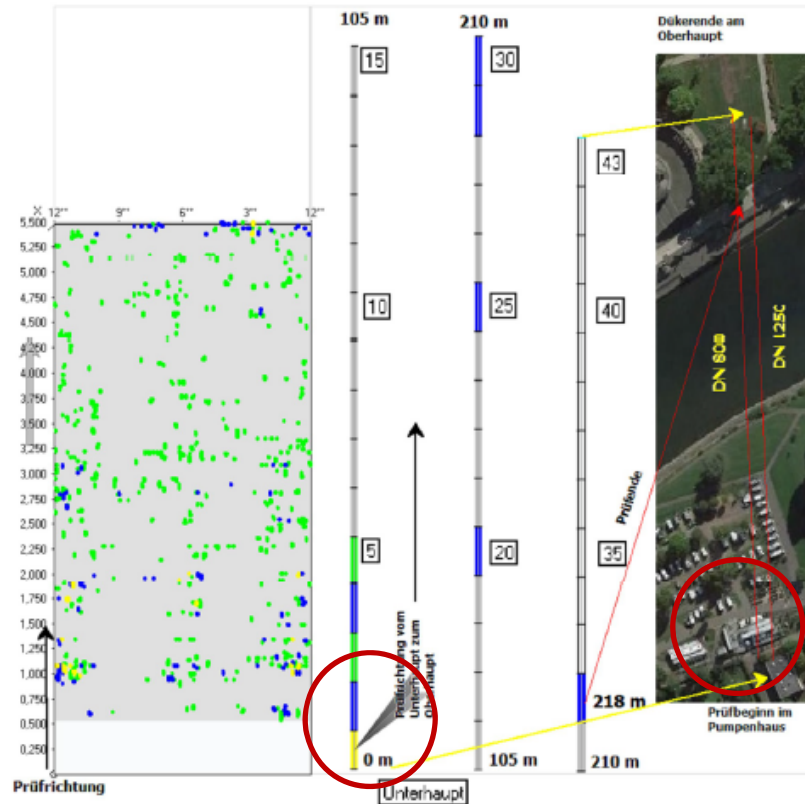 105 m
210 m
Dükerende am
Oberhaupt
15
30
43
X
12°°
9°°
6°°
3°°
12°°
5,500
5,250
5,000
4,750
4,500
4,250
4,000
3,750
3,500
3,250
3,000
2,750
2,500
2,250
2,000
1,750
1,500
1,250
1,000
0,750
0,500
0,250
10
25
40
DN 800
DN 1250
5
20
35
Prüfende
Prüfrichtung vom
Unterhaupt zum
Oberhaupt
0 m
105 m
218 m
210 m
Prüfbeginn im
Pumpenhaus
Prüfrichtung
Unterhaupt